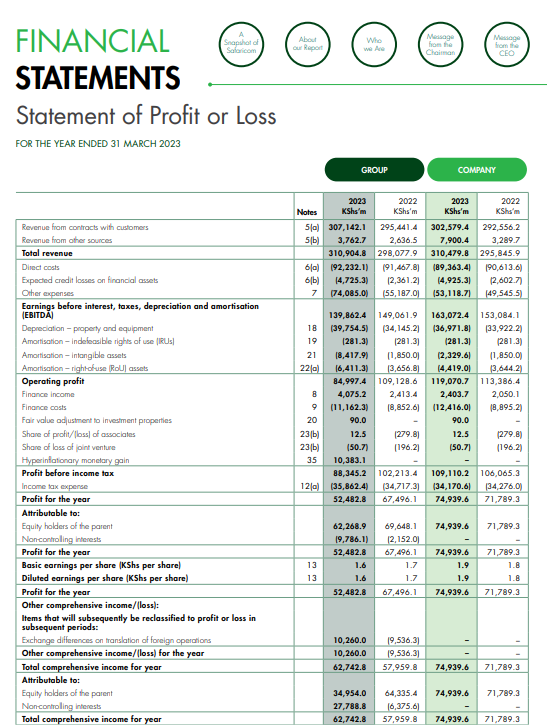 FINANCIAL
STATEMENTS
A
Snapshot of
Safaricom
About
our Report
Who
we Are
Message
from the
Chairman
Message
from the
CEO
Statement of Profit or Loss
FOR THE YEAR ENDED 31 MARCH 2023
GROUP COMPANY
2023 2022 2023 2022
Notes KShs'm KShs'm KShs'm KShs'm
Revenue from contracts with customers 5(a) 307,142.1 295,441.4 302,579.4 292,556.2
Revenue from other sources 5(b) 3,762.7 2,636.5 7,900.4 3,289.7
Total revenue 310,904.8 298,077.9 310,479.8 295,845.9
Direct costs 6(a) (92,232.1) (91,467.8) (89,363.4) (90,613.6)
Expected credit losses on financial assets 6(b) (4,725.3) (2,361.2) (4,925.3) (2,602.7)
Other expenses 7 (74,085.0) (55,187.0) (53,118.7) (49,545.5)
Earnings before interest, taxes, depreciation and amortisation
(EBITDA) 139,862.4 149,061.9 163,072.4 153,084.1
Depreciation – property and equipment 18 (39,754.5) (34,145.2) (36,971.8) (33,922.2)
Amortisation – indefeasible rights of use (IRUs) 19 (281.3) (281.3) (281.3) (281.3)
Amortisation – intangible assets 21 (8,417.9) (1,850.0) (2,329.6) (1,850.0)
Amortisation – right-of-use (RoU) assets 22(a) (6,411.3) (3,656.8) (4,419.0) (3,644.2)
Operating profit 84,997.4 109,128.6 119,070.7 113,386.4
Finance income 8 4,075.2 2,413.4 2,403.7 2,050.1
Finance costs 9 (11,162.3) (8,852.6) (12,416.0) (8,895.2)
Fair value adjustment to investment properties 20 90.0 – 90.0 –
Share of profit/(loss) of associates 23(b) 12.5 (279.8) 12.5 (279.8)
Share of loss of joint venture 23(b) (50.7) (196.2) (50.7) (196.2)
Hyperinflationary monetary gain 35 10,383.1 – – –
Profit before income tax 88,345.2 102,213.4 109,110.2 106,065.3
Income tax expense 12(a) (35,862.4) (34,717.3) (34,170.6) (34,276.0)
Profit for the year 52,482.8 67,496.1 74,939.6 71,789.3
Attributable to:
Equity holders of the parent 62,268.9 69,648.1 74,939.6 71,789.3
Non-controlling interests (9,786.1) (2,152.0) – –
Profit for the year 52,482.8 67,496.1 74,939.6 71,789.3
Basic earnings per share (KShs per share) 13 1.6 1.7 1.9 1.8
Diluted earnings per share (KShs per share) 13 1.6 1.7 1.9 1.8
Profit for the year 52,482.8 67,496.1 74,939.6 71,789.3
Other comprehensive income/(loss):
Items that will subsequently be reclassified to profit or loss in
subsequent periods:
Exchange differences on translation of foreign operations 10,260.0 (9,536.3) – –
Other comprehensive income/(loss) for the year 10,260.0 (9,536.3) – –
Total comprehensive income for year 62,742.8 57,959.8 74,939.6 71,789.3
Attributable to:
Equity holders of the parent 34,954.0 64,335.4 74,939.6 71,789.3
Non-controlling interests 27,788.8 (6,375.6) – –
Total comprehensive income for year 62,742.8 57,959.8 74,939.6 71,789.3